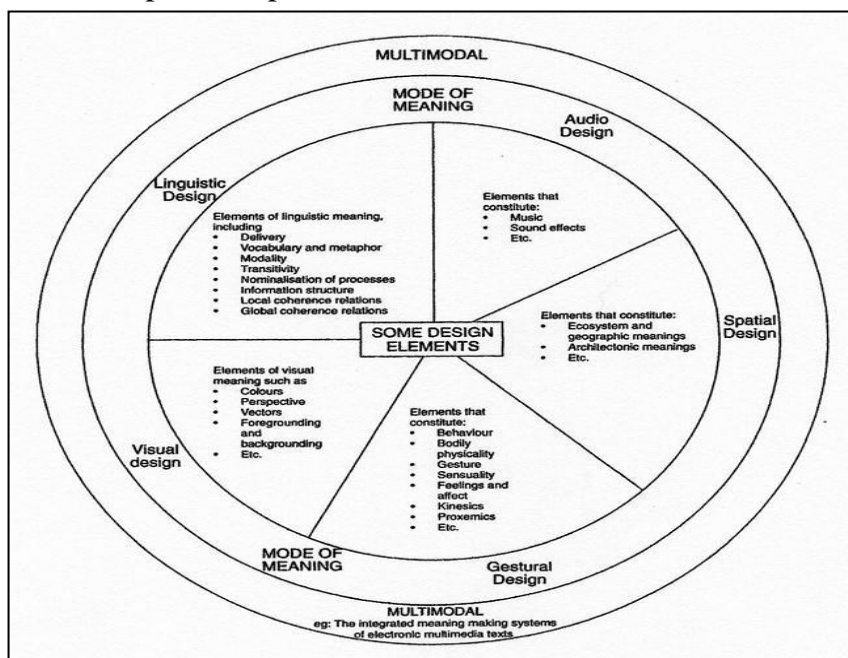 MULTIMODAL
MODE OF
MEANING
Audio
Design
Linguistic
Design
Elements of linguistic meaning,
including
• Delivery
• Vocabulary and metaphor
• Modality
• Transitivity
• Nominalisation of processes
• Information structure
• Local coherence relations
• Global coherence relations
Elements that
constitute:
• Music
• Sound effects
• Etc.
SOME DESIGN
ELEMENTS
Elements that constitute:
• Ecosystem and
geographic meanings
• Architectonic meanings
• Etc.
Spatial
Design
Elements of visual
meaning such as
• Colours
• Perspective
• Vectors
• Foregrounding
and
backgrounding
• Etc.
Visual
design
Elements that
constitute:
• Behaviour
• Bodily
physicality
• Gesture
• Sensuality
• Feelings and
affect
• Kinesics
• Proxemics
• Etc.
MODE OF
MEANING
Gestural
Design
MULTIMODAL
eg: The integrated meaning making systems
of electronic multimedia texts